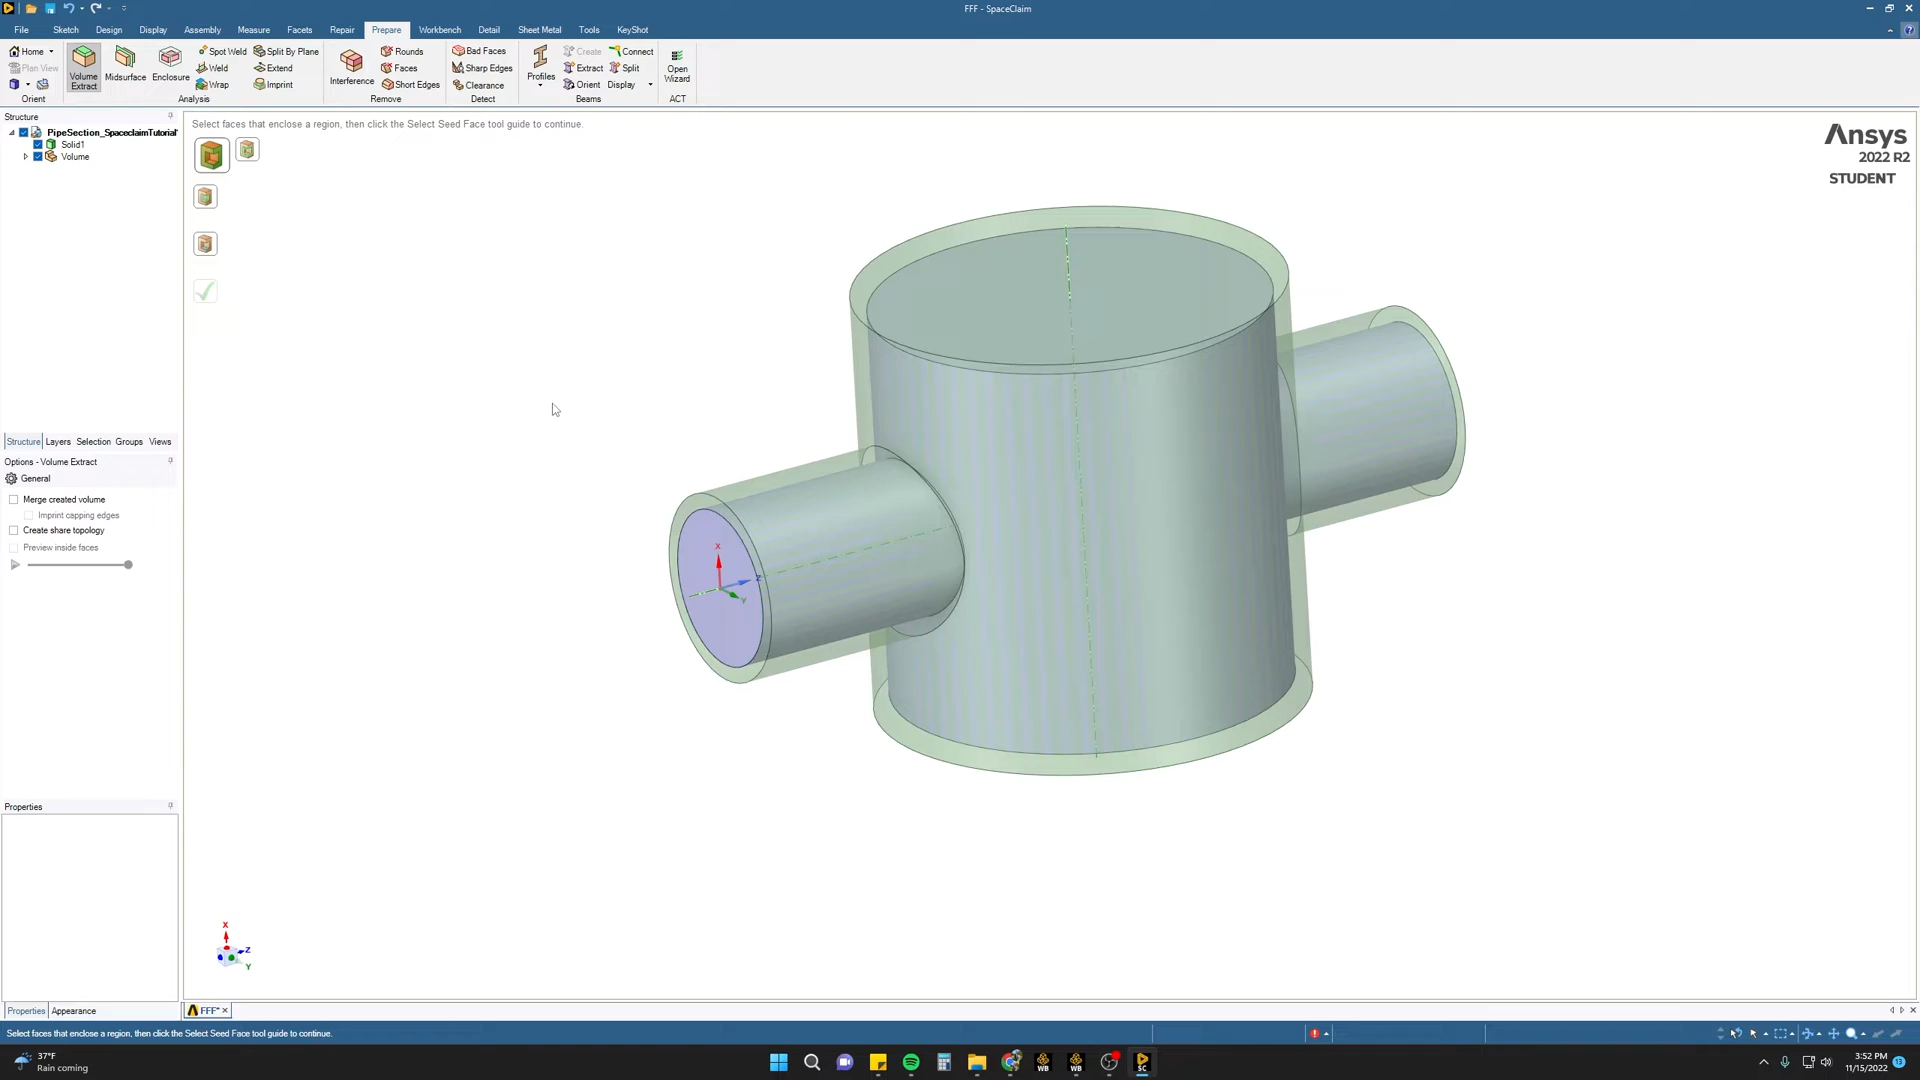 FFF - SpaceClaim
File Sketch Design Display Assembly Measure Facets Repair Prepare Workbench Detail Sheet Metal Tools KeyShot
Home
Plan View
Orient
Volume Extract
Midsurface
Enclosure
Spot Weld
Weld
Wrap
Split By Plane
Extend
Imprint
Analysis
Interference
Rounds
Faces
Short Edges
Remove
Bad Faces
Sharp Edges
Clearance
Detect
Profiles
Create
Extract
Orient
Connect
Split
Display
Beams
Open Wizard
ACT
Structure
PipeSection_SpaceclaimTutorial*
Solid1
Volume
Select faces that enclose a region, then click the Select Seed Face tool guide to continue.
Ansys
2022 R2
STUDENT
Structure Layers Selection Groups Views
Options - Volume Extract
General
Merge created volume
Imprint capping edges
Create share topology
Preview inside faces
X
Z
Y
Properties
X
Z
Y
Properties Appearance
FFF*
Select faces that enclose a region, then click the Select Seed Face tool guide to continue.
37°F
Rain coming
WB
WB
SC
3:52 PM
11/15/2022